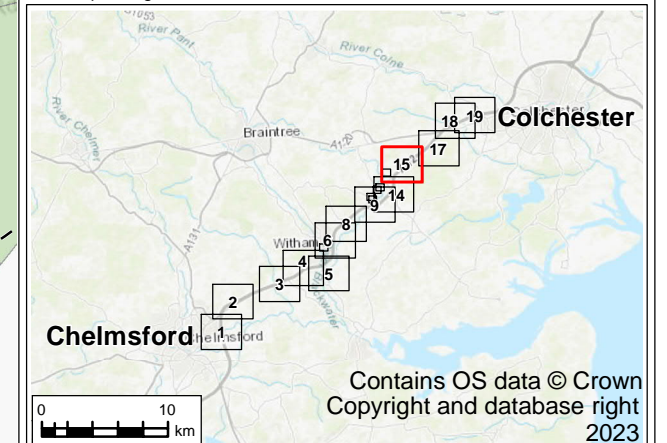 River Pant
River Colne
River Chelmer
Braintree
A120
18
19
Colchester
17
15
14
9
8
Witham
6
4
5
3
2
A131
Chelmsford
1
Chelmsford
Contains OS data © Crown
Copyright and database right
2023
0 10
km